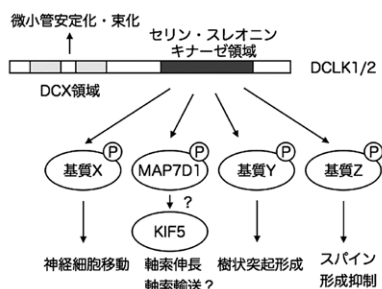 微小管安定化・束化
セリン・スレオニン
キナーゼ領域
DCLK1/2
DCX領域
P
P
P
P
基質X
MAP7D1
基質Y
基質Z
?
KIF5
神経細胞移動
軸索伸長
軸索輸送?
樹状突起形成
スパイン
形成抑制